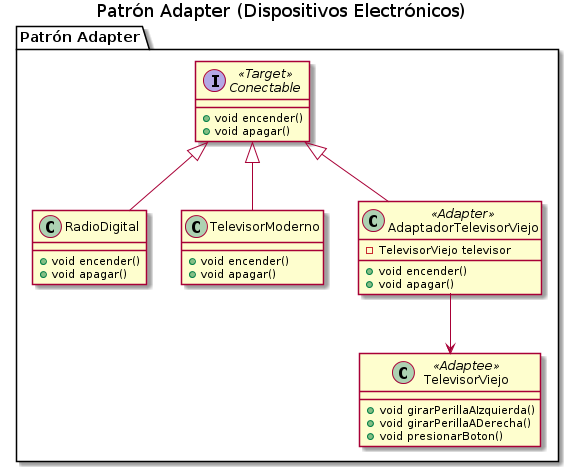 Patrón Adapter (Dispositivos Electrónicos)
Patrón Adapter
I
«Target»
Conectable
void encender()
void apagar()
C RadioDigital
void encender()
void apagar()
C TelevisorModerno
void encender()
void apagar()
C
«Adapter»
AdaptadorTelevisorViejo
TelevisorViejo televisor
void encender()
void apagar()
C
«Adaptee»
TelevisorViejo
void girarPerillaAIzquierda()
void girarPerillaADerecha()
void presionarBoton()